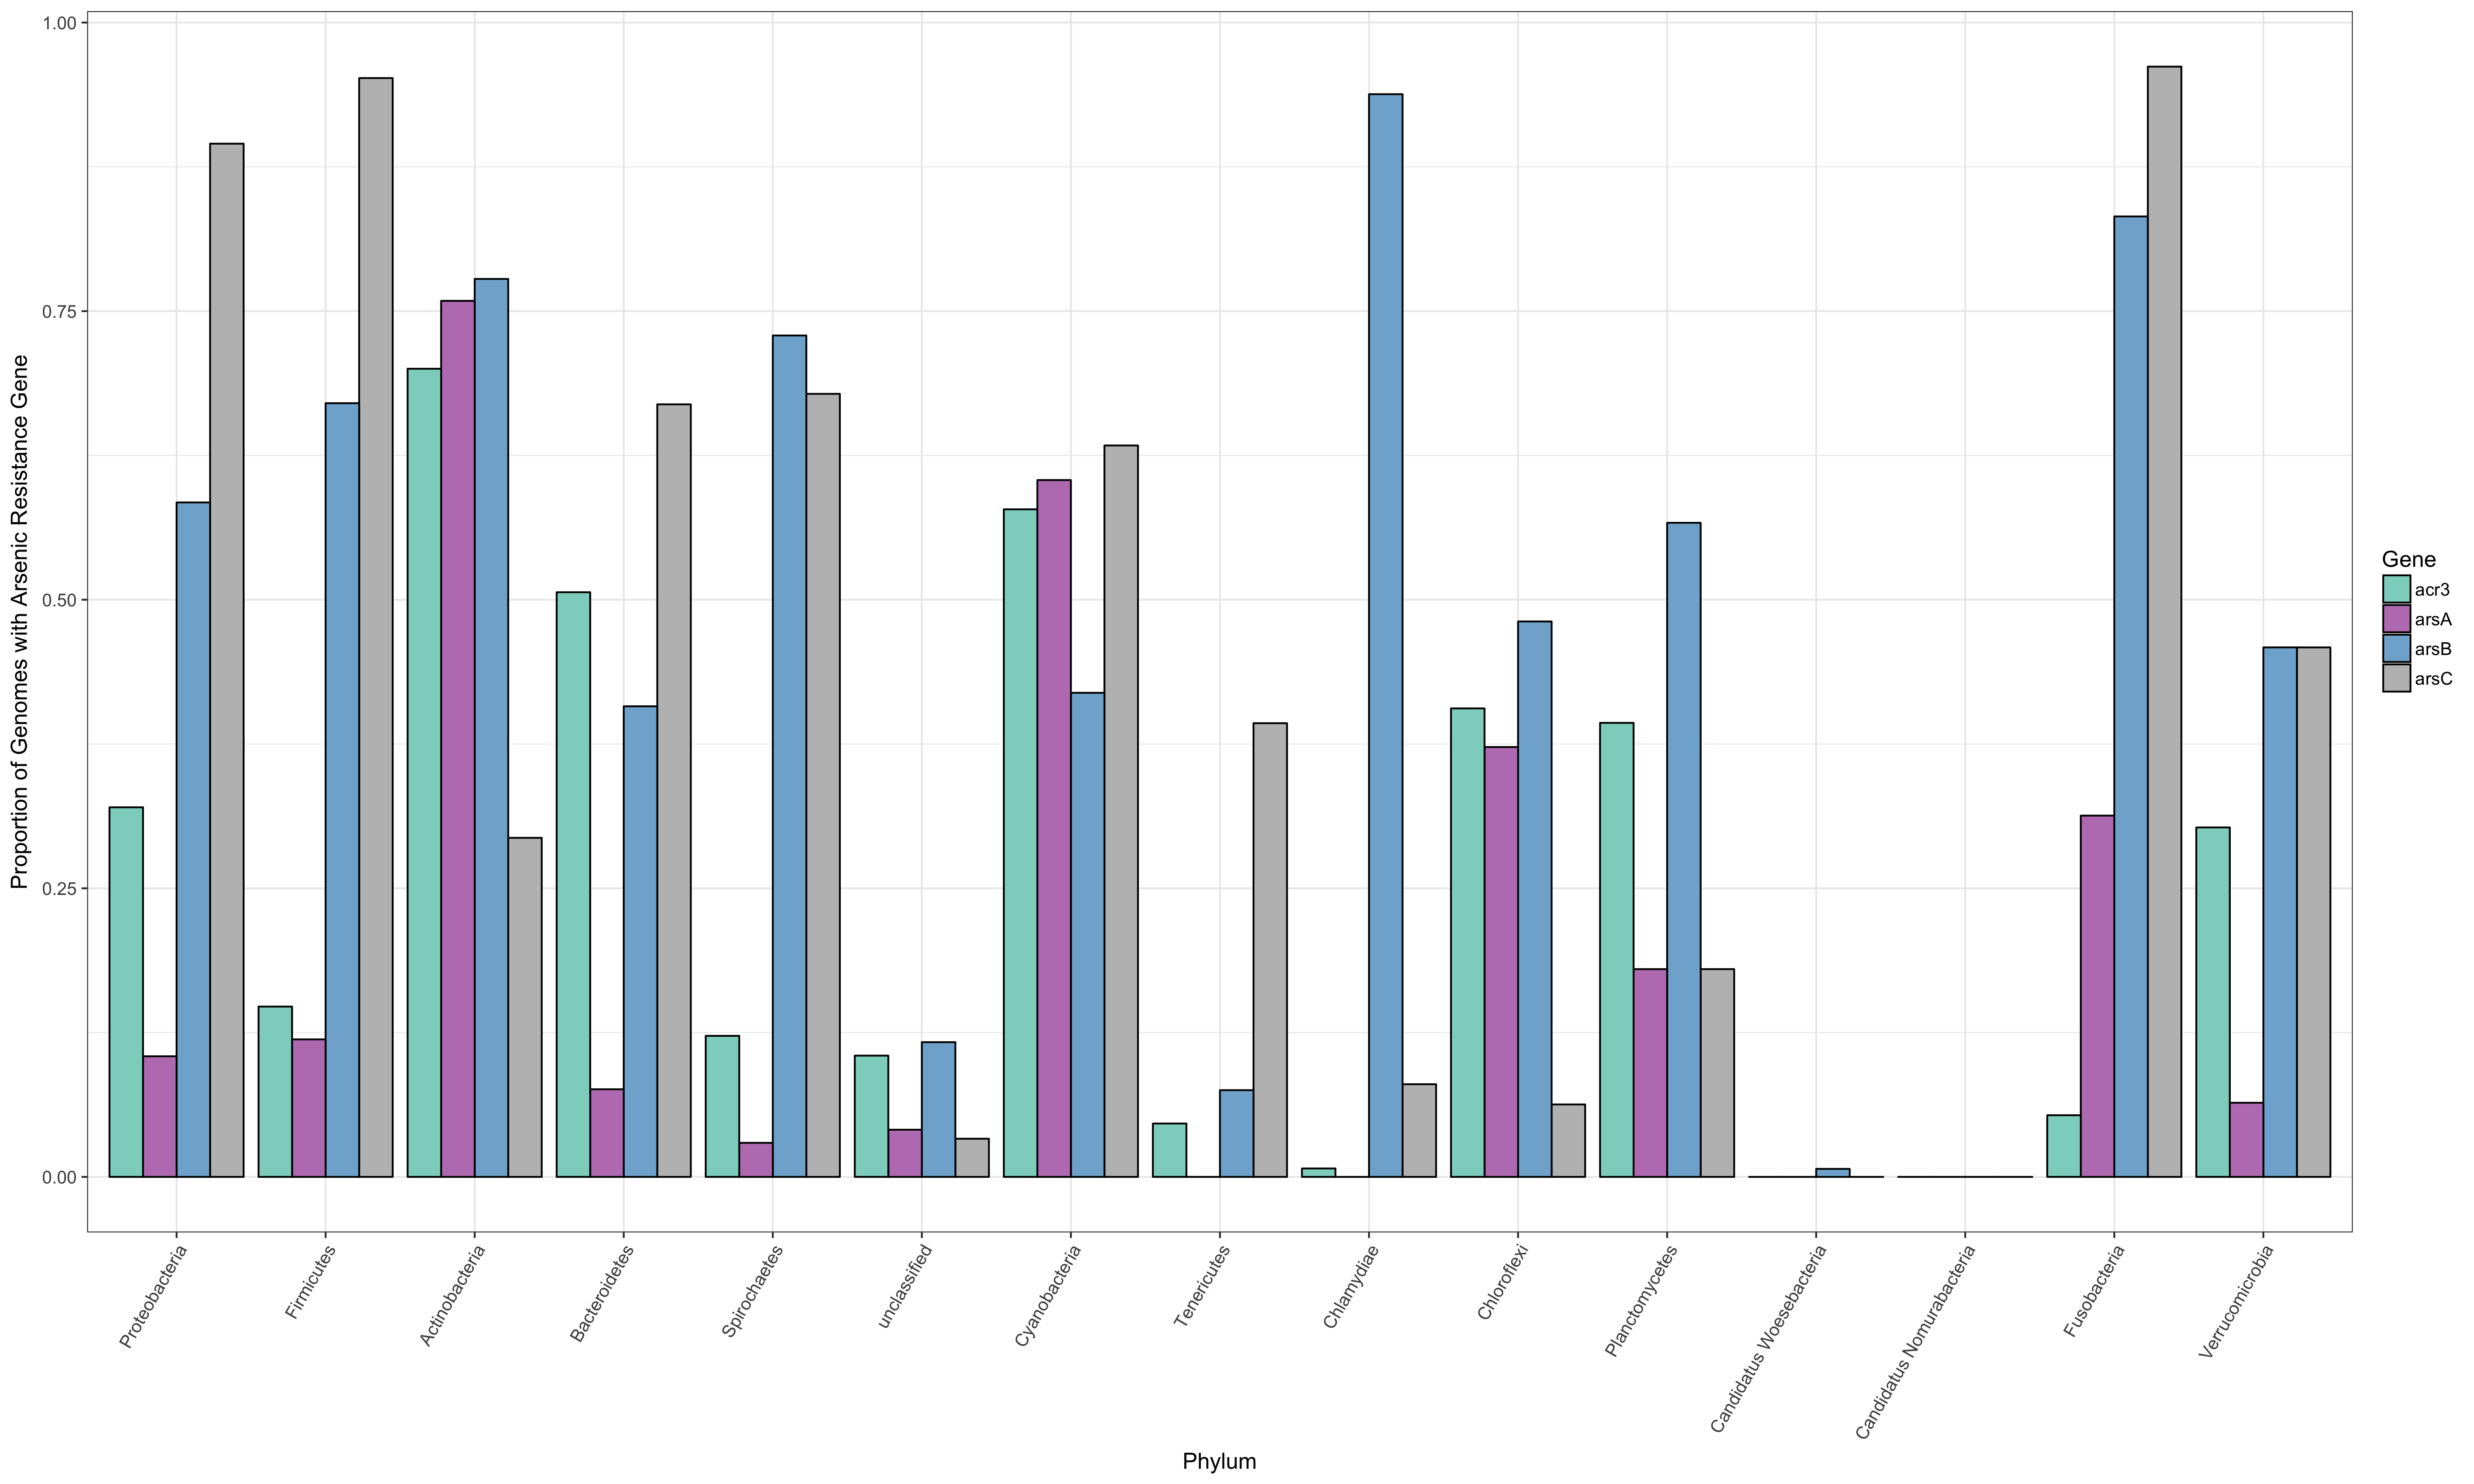 Proportion of Genomes with Arsenic Resistance Gene
1.00
0.75
0.50
0.25
0.00
Proteobacteria
Firmicutes
Actinobacteria
Bacteroidetes
Spirochaetes
unclassified
Cyanobacteria
Tenericutes
Chlamydiae
Chloroflexi
Planctomycetes
Candidatus Woesebacteria
Candidatus Nomurabacteria
Fusobacteria
Verrucomicrobia
Phylum
Gene
acr3
arsA
arsB
arsC